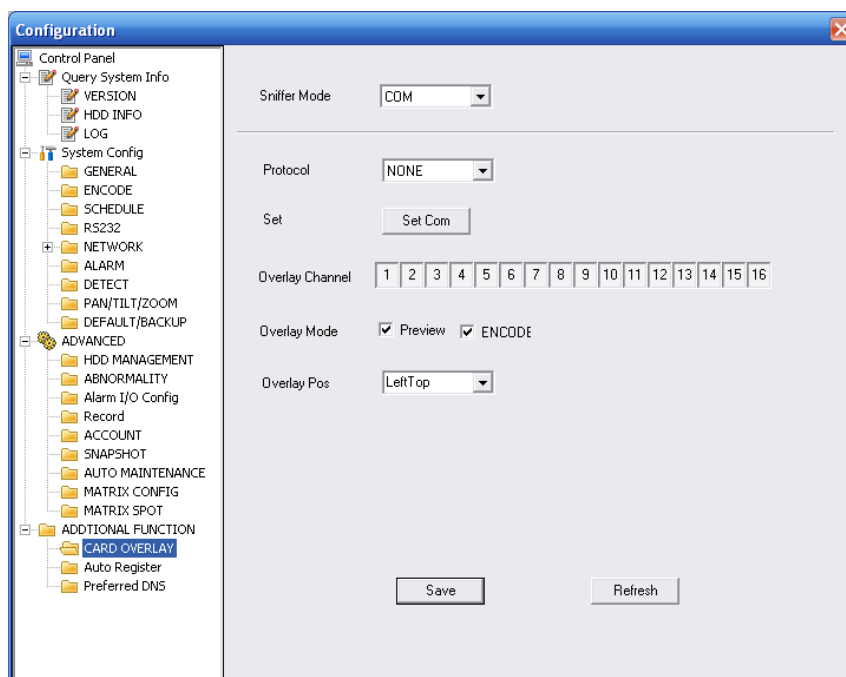 Configuration
Control Panel
Query System Info
VERSION
HDD INFO
LOG
System Config
GENERAL
ENCODE
SCHEDULE
RS232
NETWORK
ALARM
DETECT
PAN/TILT/ZOOM
DEFAULT/BACKUP
ADVANCED
HDD MANAGEMENT
ABNORMALITY
Alarm I/O Config
Record
ACCOUNT
SNAPSHOT
AUTO MAINTENANCE
MATRIX CONFIG
MATRIX SPOT
ADDTIONAL FUNCTION
CARD OVERLAY
Auto Register
Preferred DNS
Sniffer Mode COM
Protocol NONE
Set Set Com
Overlay Channel 1 2 3 4 5 6 7 8 9 10 11 12 13 14 15 16
Overlay Mode Preview ENCODE
Overlay Pos LeftTop
Save Refresh